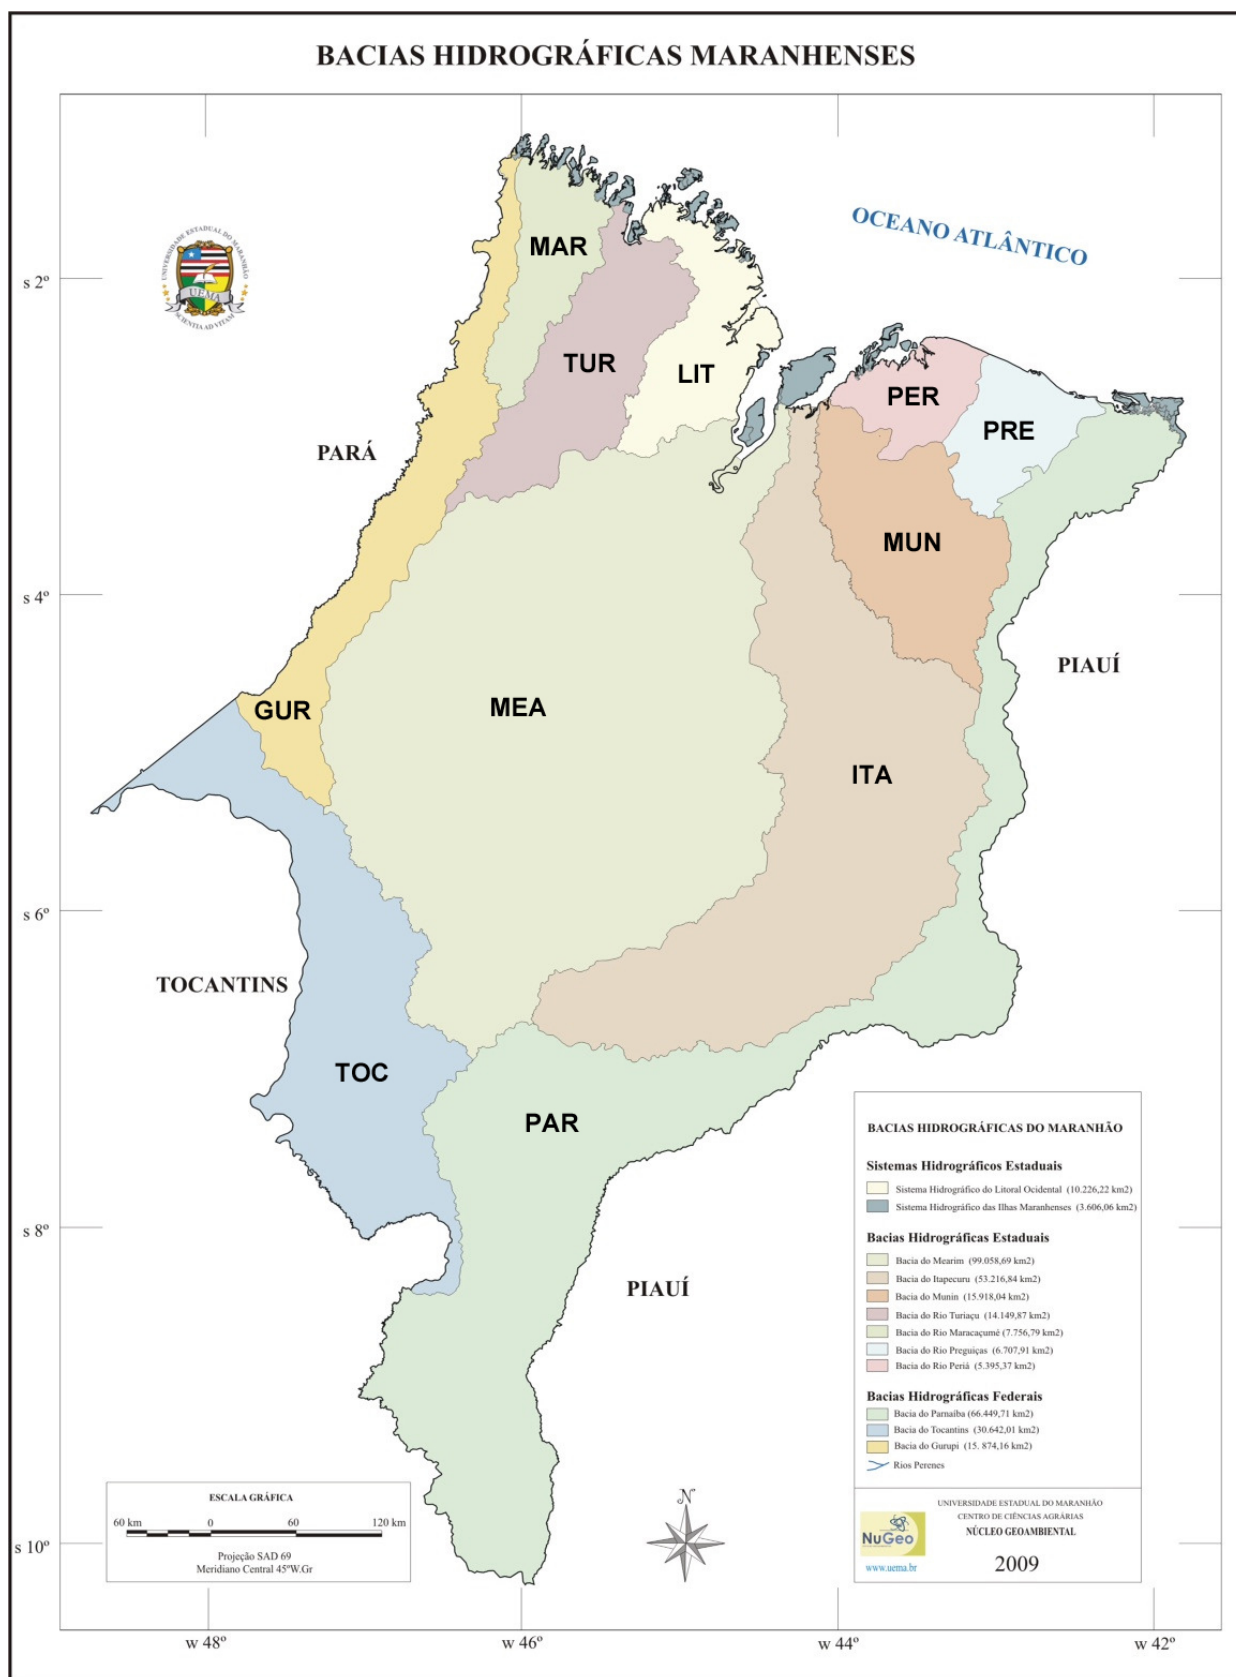 BACIAS HIDROGRÁFICAS MARANHENSES
OCEANO ATLÂNTICO
UNIVERSIDADE ESTADUAL DO MARANHÃO
UEMA
SCIENTIA AD VITAM
s 2º
s 4º
s 6º
s 8º
s 10º
MAR
TUR
LIT
PER
PRE
PARÁ
MUN
PIAUÍ
GUR
MEA
ITA
TOCANTINS
TOC
PAR
PIAUÍ
BACIAS HIDROGRÁFICAS DO MARANHÃO
Sistemas Hidrográficos Estaduais
Sistema Hidrográfico do Litoral Ocidental (10.226,22 km2)
Sistema Hidrográfico das Ilhas Maranhenses (3.606,06 km2)
Bacias Hidrográficas Estaduais
Bacia do Mearim (99.058,69 km2)
Bacia do Itapecuru (53.216,84 km2)
Bacia do Munin (15.918,04 km2)
Bacia do Rio Turiaçu (14.149,87 km2)
Bacia do Rio Maracaçumé (7.756,79 km2)
Bacia do Rio Preguiças (6.707,91 km2)
Bacia do Rio Periá (5.395,37 km2)
Bacias Hidrográficas Federais
Bacia do Parnaíba (66.449,71 km2)
Bacia do Tocantins (30.642,01 km2)
Bacia do Gurupi (15. 874,16 km2)
Rios Perenes
UNIVERSIDADE ESTADUAL DO MARANHÃO
CENTRO DE CIÊNCIAS AGRÁRIAS
NÚCLEO GEOAMBIENTAL
2009
NuGeo
www.uema.br
ESCALA GRÁFICA
60 km 0 60 120 km
Projeção SAD 69
Meridiano Central 45ºW.Gr
N
w 48º
w 46º
w 44º
w 42º